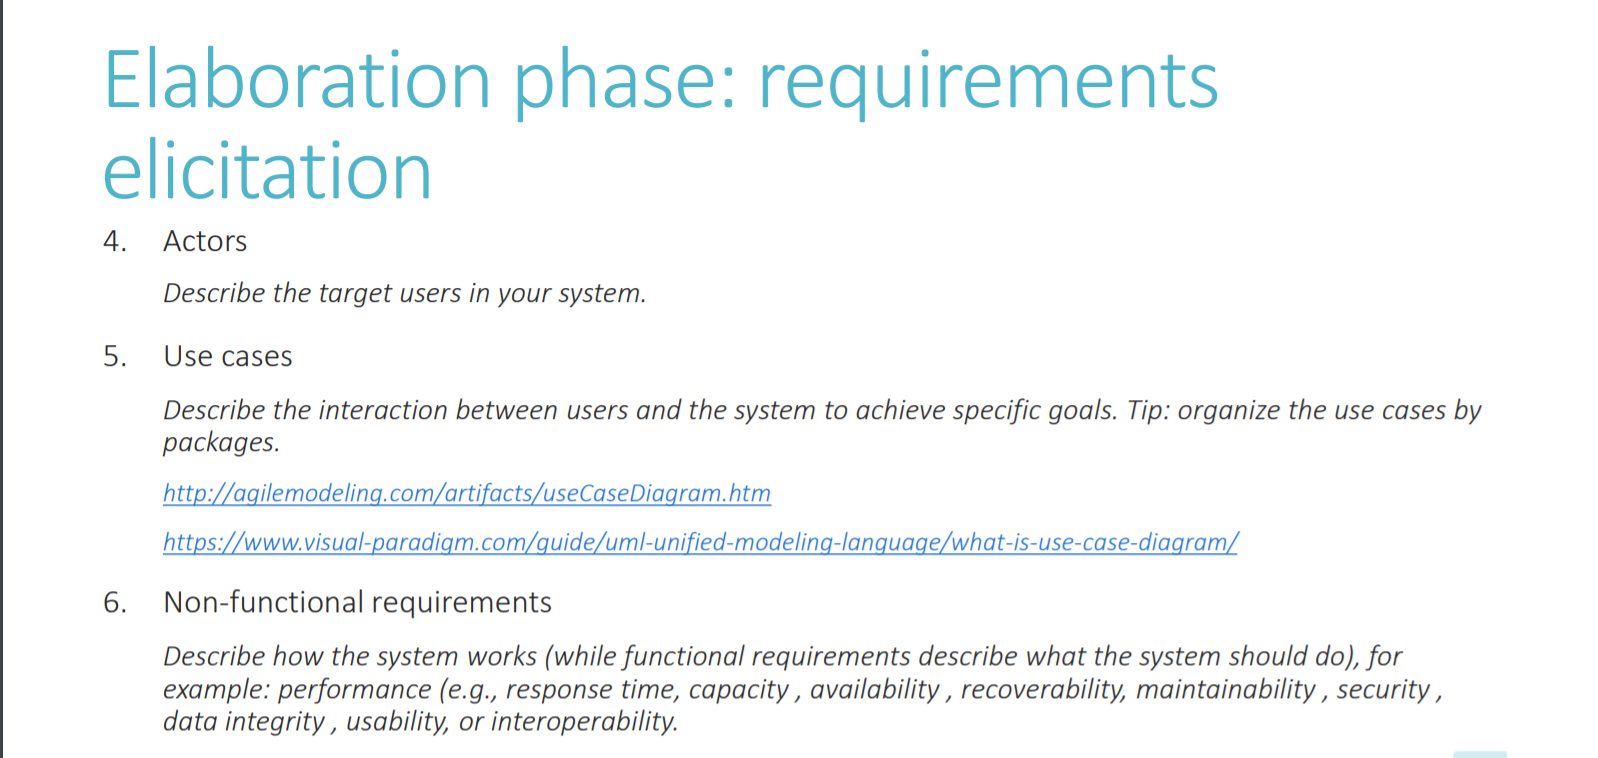 Elaboration phase: requirements
elicitation
4. Actors
Describe the target users in your system.
5. Use cases
Describe the interaction between users and the system to achieve specific goals. Tip: organize the use cases by
packages.
http://agilemodeling.com/artifacts/useCaseDiagram.htm
https://www.visual-paradigm.com/guide/uml-unified-modeling-language/what-is-use-case-diagram/
6. Non-functional requirements
Describe how the system works (while functional requirements describe what the system should do), for
example: performance (e.g., response time, capacity , availability , recoverability, maintainability , security ,
data integrity , usability, or interoperability.